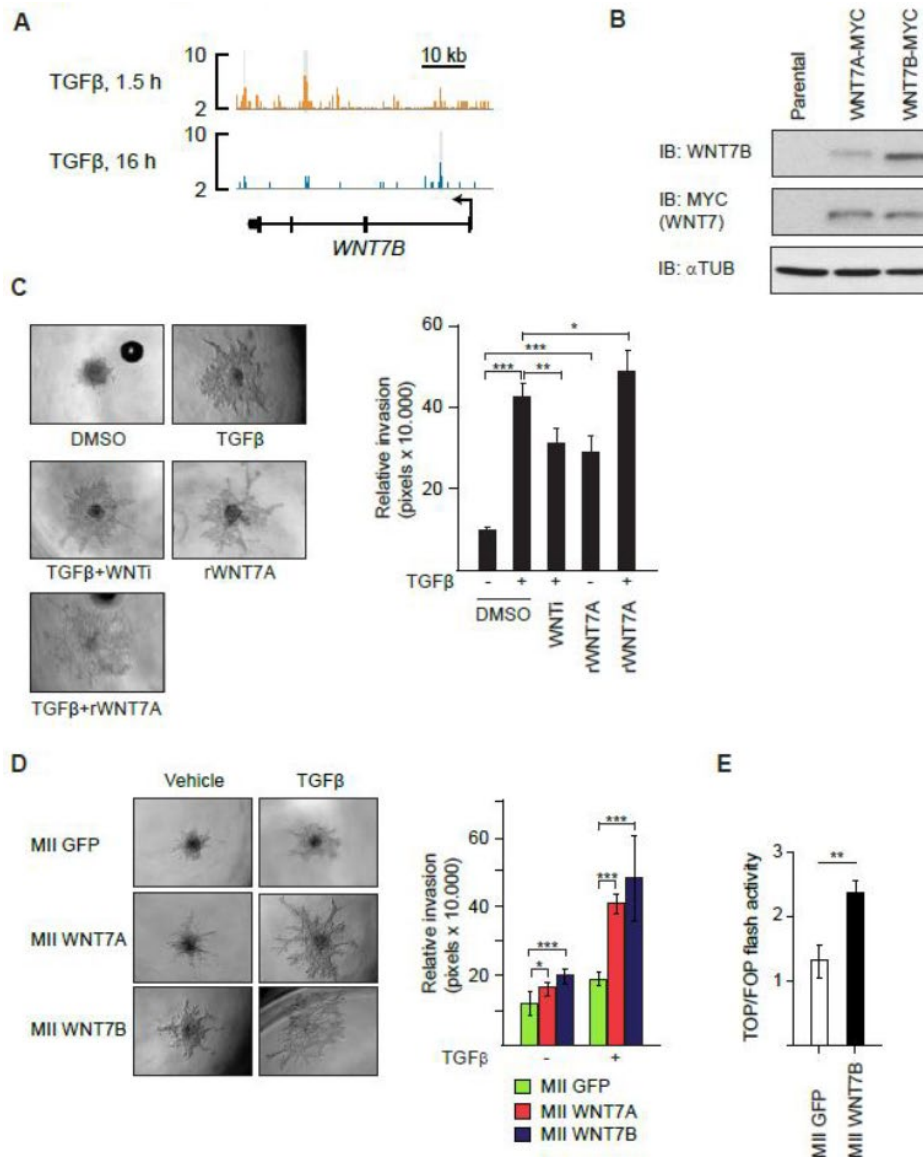 A
TGFβ, 1.5 h
10
2
10 kb
TGFβ, 16 h
10
2
WNT7B
B
Parental
WNT7A-MYC
WNT7B-MYC
IB: WNT7B
IB: MYC
(WNT7)
IB: αTUB
C
DMSO
TGFβ
TGFβ+WNTi
rWNT7A
TGFβ+rWNT7A
Relative invasion
(pixels x 10.000)
60
40
20
*
***
***
**
TGFβ
- + + - +
DMSO
WNTi
rWNT7A
rWNT7A
D
Vehicle
TGFβ
MII GFP
MII WNT7A
MII WNT7B
Relative invasion
(pixels x 10.000)
60
40
20
***
*
***
***
TGFβ
- +
MII GFP
MII WNT7A
MII WNT7B
E
TOP/FOP flash activity
3
2
1
**
MII GFP
MII WNT7B